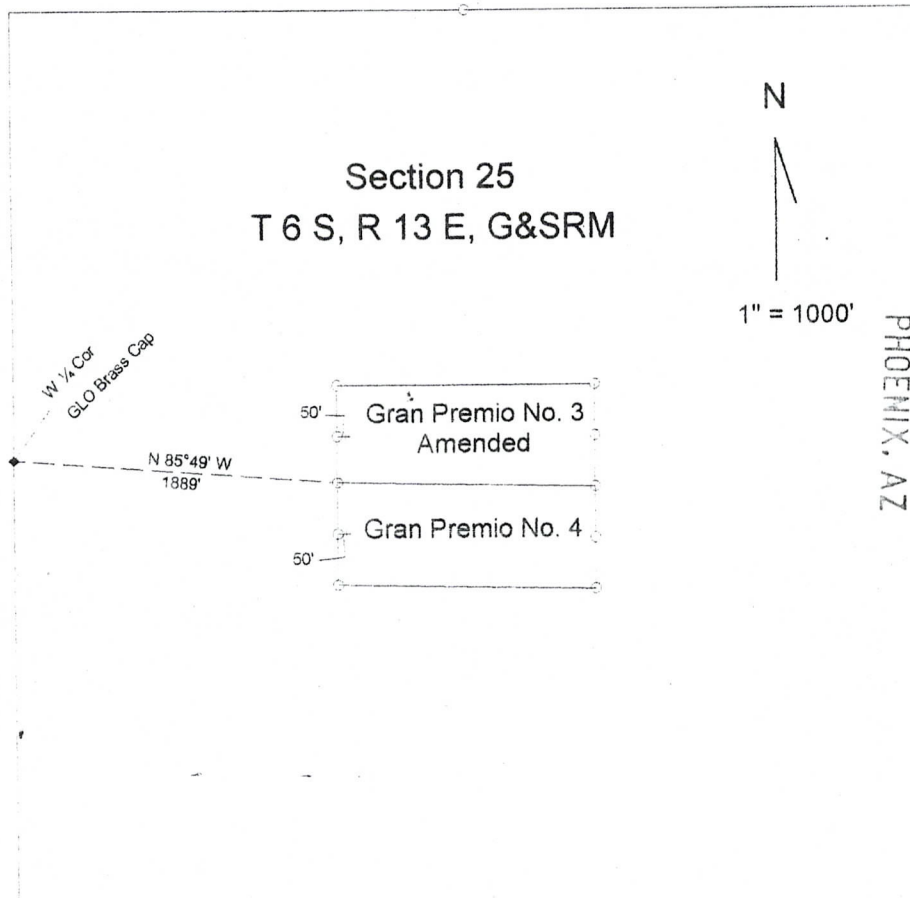 N
Section 25
T 6 S, R 13 E, G&SRM
1" = 1000'
PHOENIX, AZ
W ¼ Cor
GLO Brass Cap
50'
Gran Premio No. 3
Amended
N 85°49' W
1889'
Gran Premio No. 4
50'